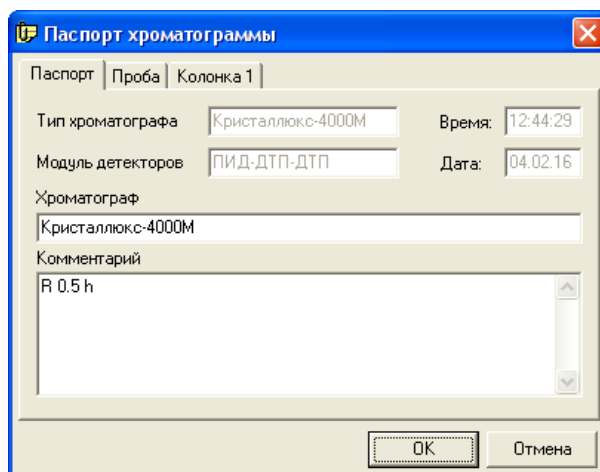 Паспорт хроматограммы
Паспорт Проба Колонка 1
Тип хроматографа Кристаллюкс-4000М Время: 12:44:29
Модуль детекторов ПИД-ДТП-ДТП Дата: 04.02.16
Хроматограф
Кристаллюкс-4000М
Комментарий
R 0.5 h
OK Отмена